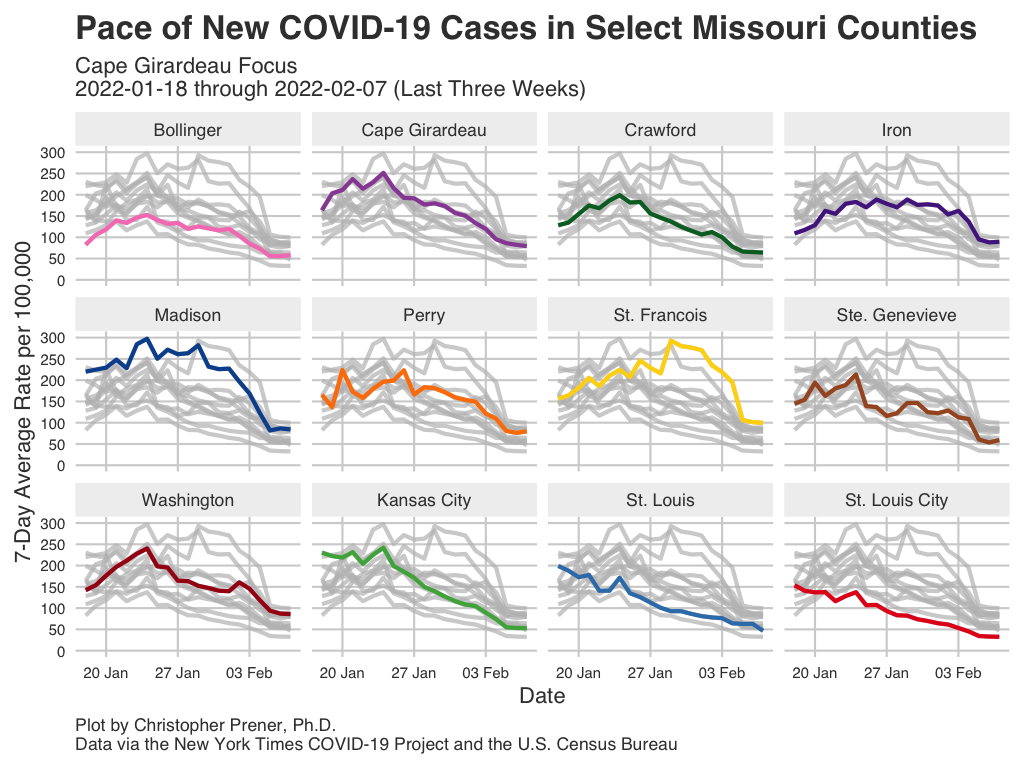 Pace of New COVID-19 Cases in Select Missouri Counties
Cape Girardeau Focus
2022-01-18 through 2022-02-07 (Last Three Weeks)
Bollinger Cape Girardeau Crawford Iron
300
250
200
150
100
50
0
Madison Perry St. Francois Ste. Genevieve
300
250
200
150
100
50
0
Washington Kansas City St. Louis St. Louis City
300
250
200
150
100
50
0
7-Day Average Rate per 100,000
20 Jan 27 Jan 03 Feb 20 Jan 27 Jan 03 Feb 20 Jan 27 Jan 03 Feb 20 Jan 27 Jan 03 Feb
Date
Plot by Christopher Prener, Ph.D.
Data via the New York Times COVID-19 Project and the U.S. Census Bureau